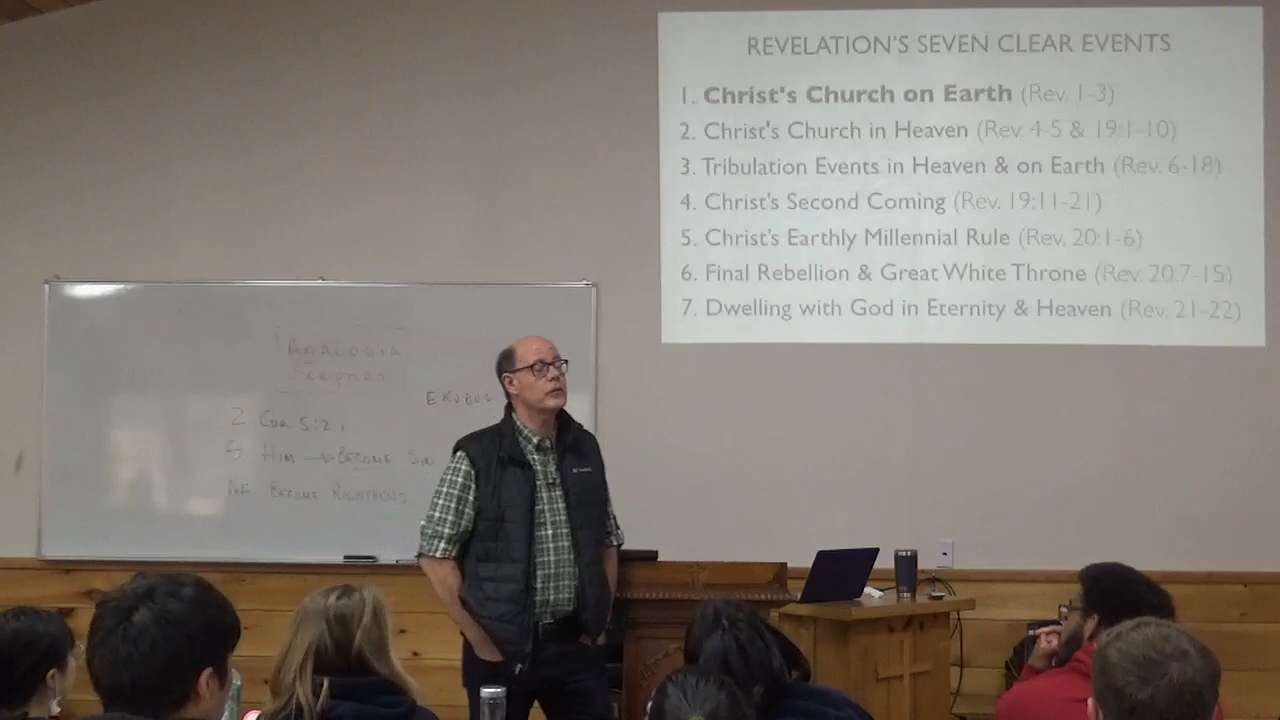 REVELATION'S SEVEN CLEAR EVENTS
1. Christ's Church on Earth (Rev. 1-3)
2. Christ's Church in Heaven (Rev. 4-5 & 19:1-10)
3. Tribulation Events in Heaven & on Earth (Rev. 6-18)
4. Christ's Second Coming (Rev. 19:11-21)
5. Christ's Earthly Millennial Rule (Rev. 20:1-6)
6. Final Rebellion & Great White Throne (Rev. 20:7-15)
7. Dwelling with God in Eternity & Heaven (Rev. 21-22)
ANALOGIA
EXODUS
2 COR 5:21
HIM → BECOME SIN
BECOME